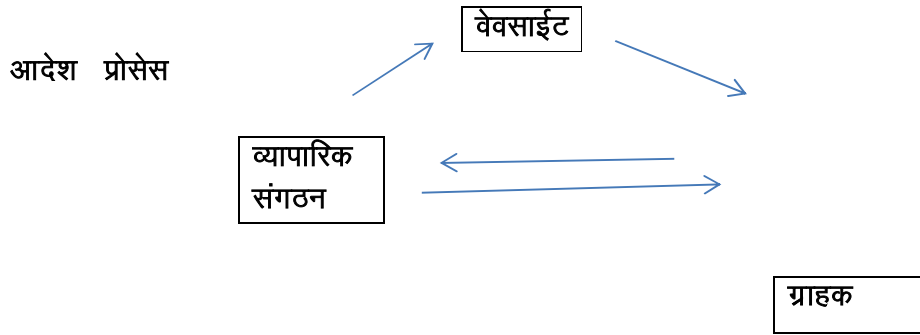 वेवसाईट
आदेश प्रोसेस
व्यापारिक
संगठन
ग्राहक